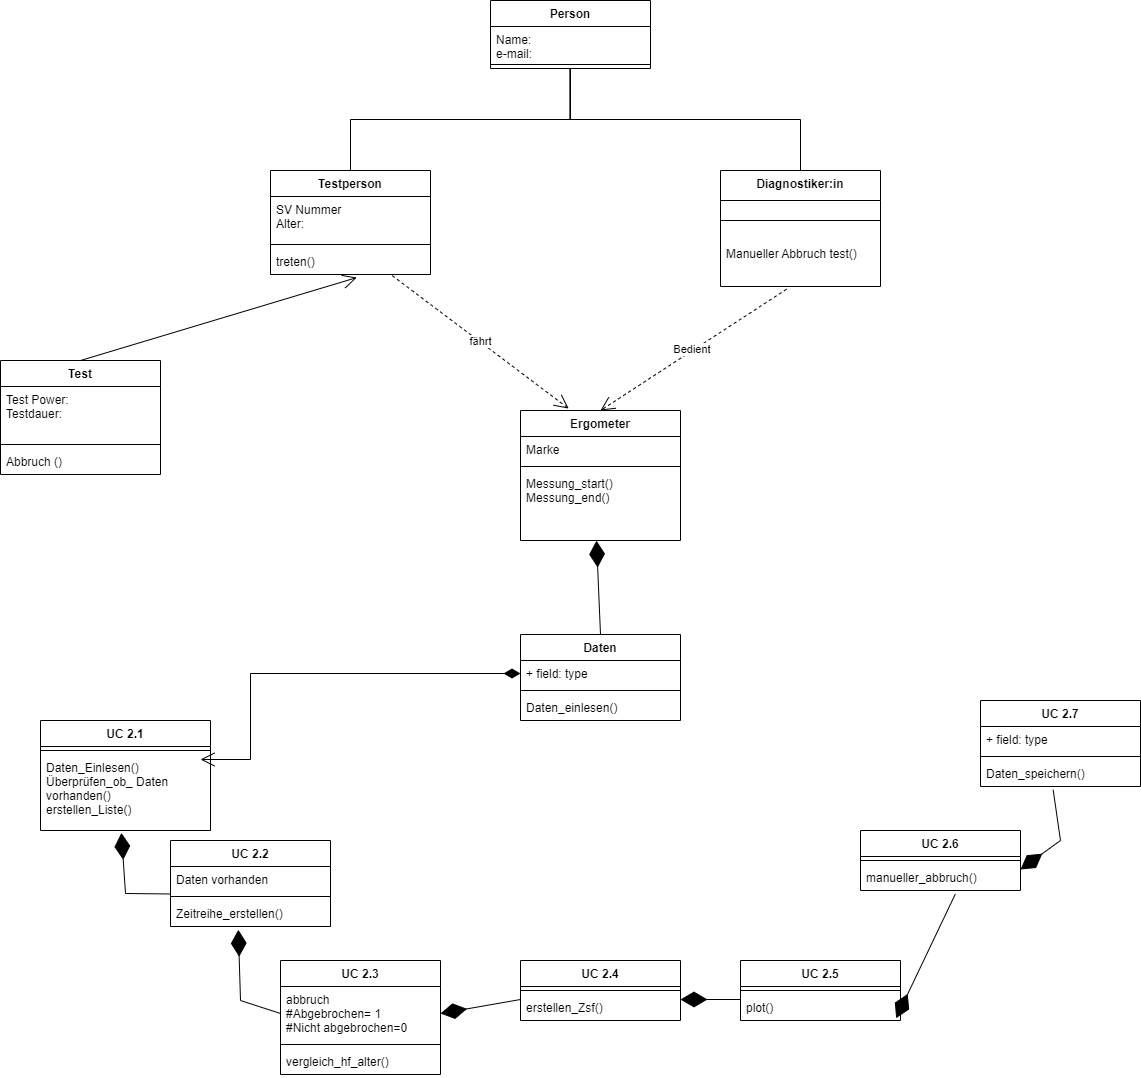 Person
Name:
e-mail:
Testperson
SV Nummer
Alter:
treten()
Diagnostiker:in
Manueller Abbruch test()
fährt
Bedient
Test
Test Power:
Testdauer:
Abbruch ()
Ergometer
Marke
Messung_start()
Messung_end()
Daten
+ field: type
Daten_einlesen()
UC 2.1
Daten_Einlesen()
Überprüfen_ob_ Daten
vorhanden()
erstellen_Liste()
UC 2.2
Daten vorhanden
Zeitreihe_erstellen()
UC 2.3
abbruch
#Abgebrochen= 1
#Nicht abgebrochen=0
vergleich_hf_alter()
UC 2.4
erstellen_Zsf()
UC 2.5
plot()
UC 2.6
manueller_abbruch()
UC 2.7
+ field: type
Daten_speichern()